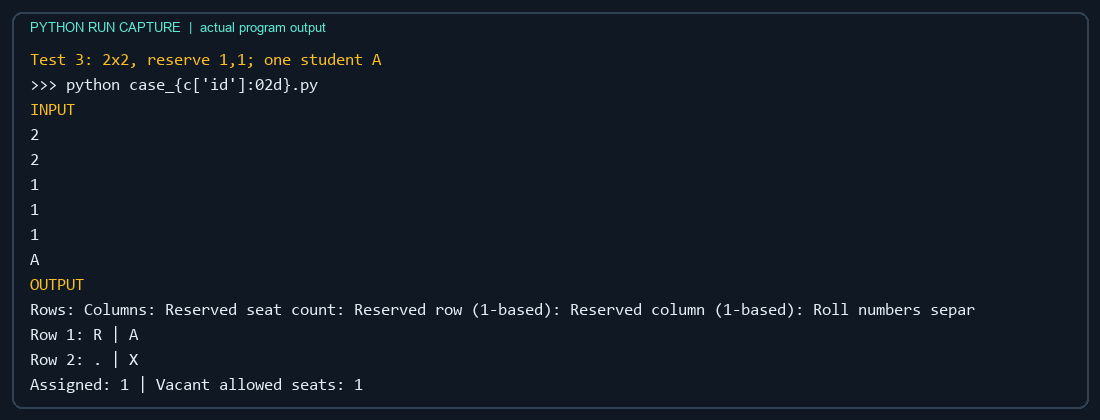 PYTHON RUN CAPTURE | actual program output
Test 3: 2x2, reserve 1,1; one student A
>>> python case_{c['id']:02d}.py
INPUT
2
2
1
1
1
A
OUTPUT
Rows: Columns: Reserved seat count: Reserved row (1-based): Reserved column (1-based): Roll numbers separ
Row 1: R | A
Row 2: . | X
Assigned: 1 | Vacant allowed seats: 1